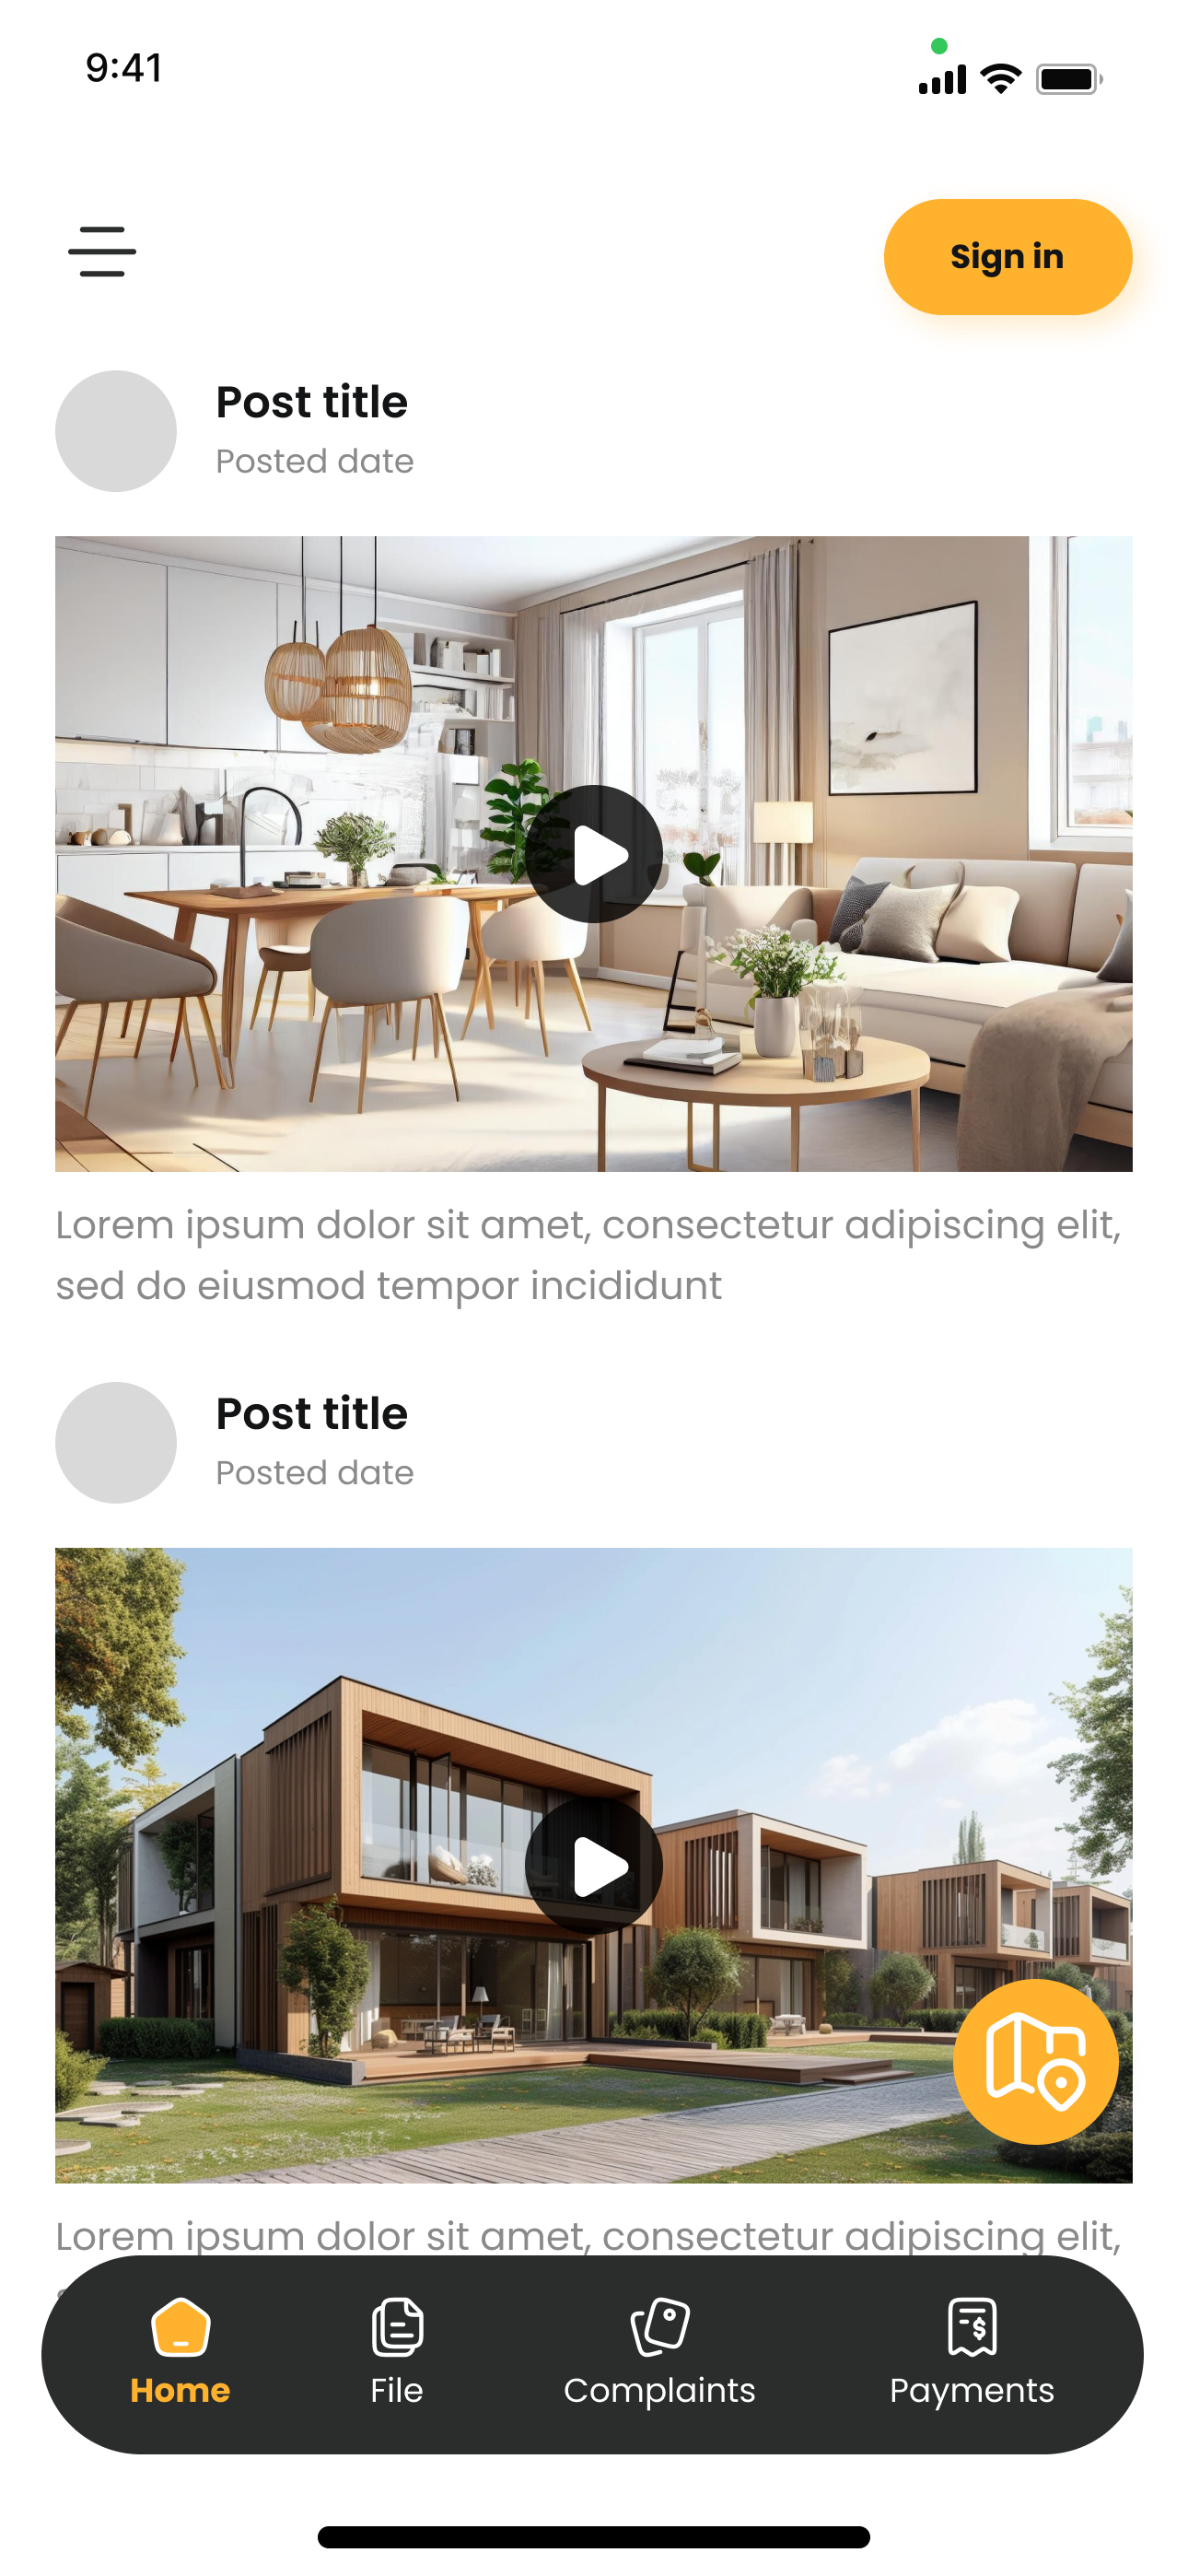 9:41
Sign in
Post title
Posted date
Lorem ipsum dolor sit amet, consectetur adipiscing elit,
sed do eiusmod tempor incididunt
Post title
Posted date
Lorem ipsum dolor sit amet, consectetur adipiscing elit,
Home
File
Complaints
Payments